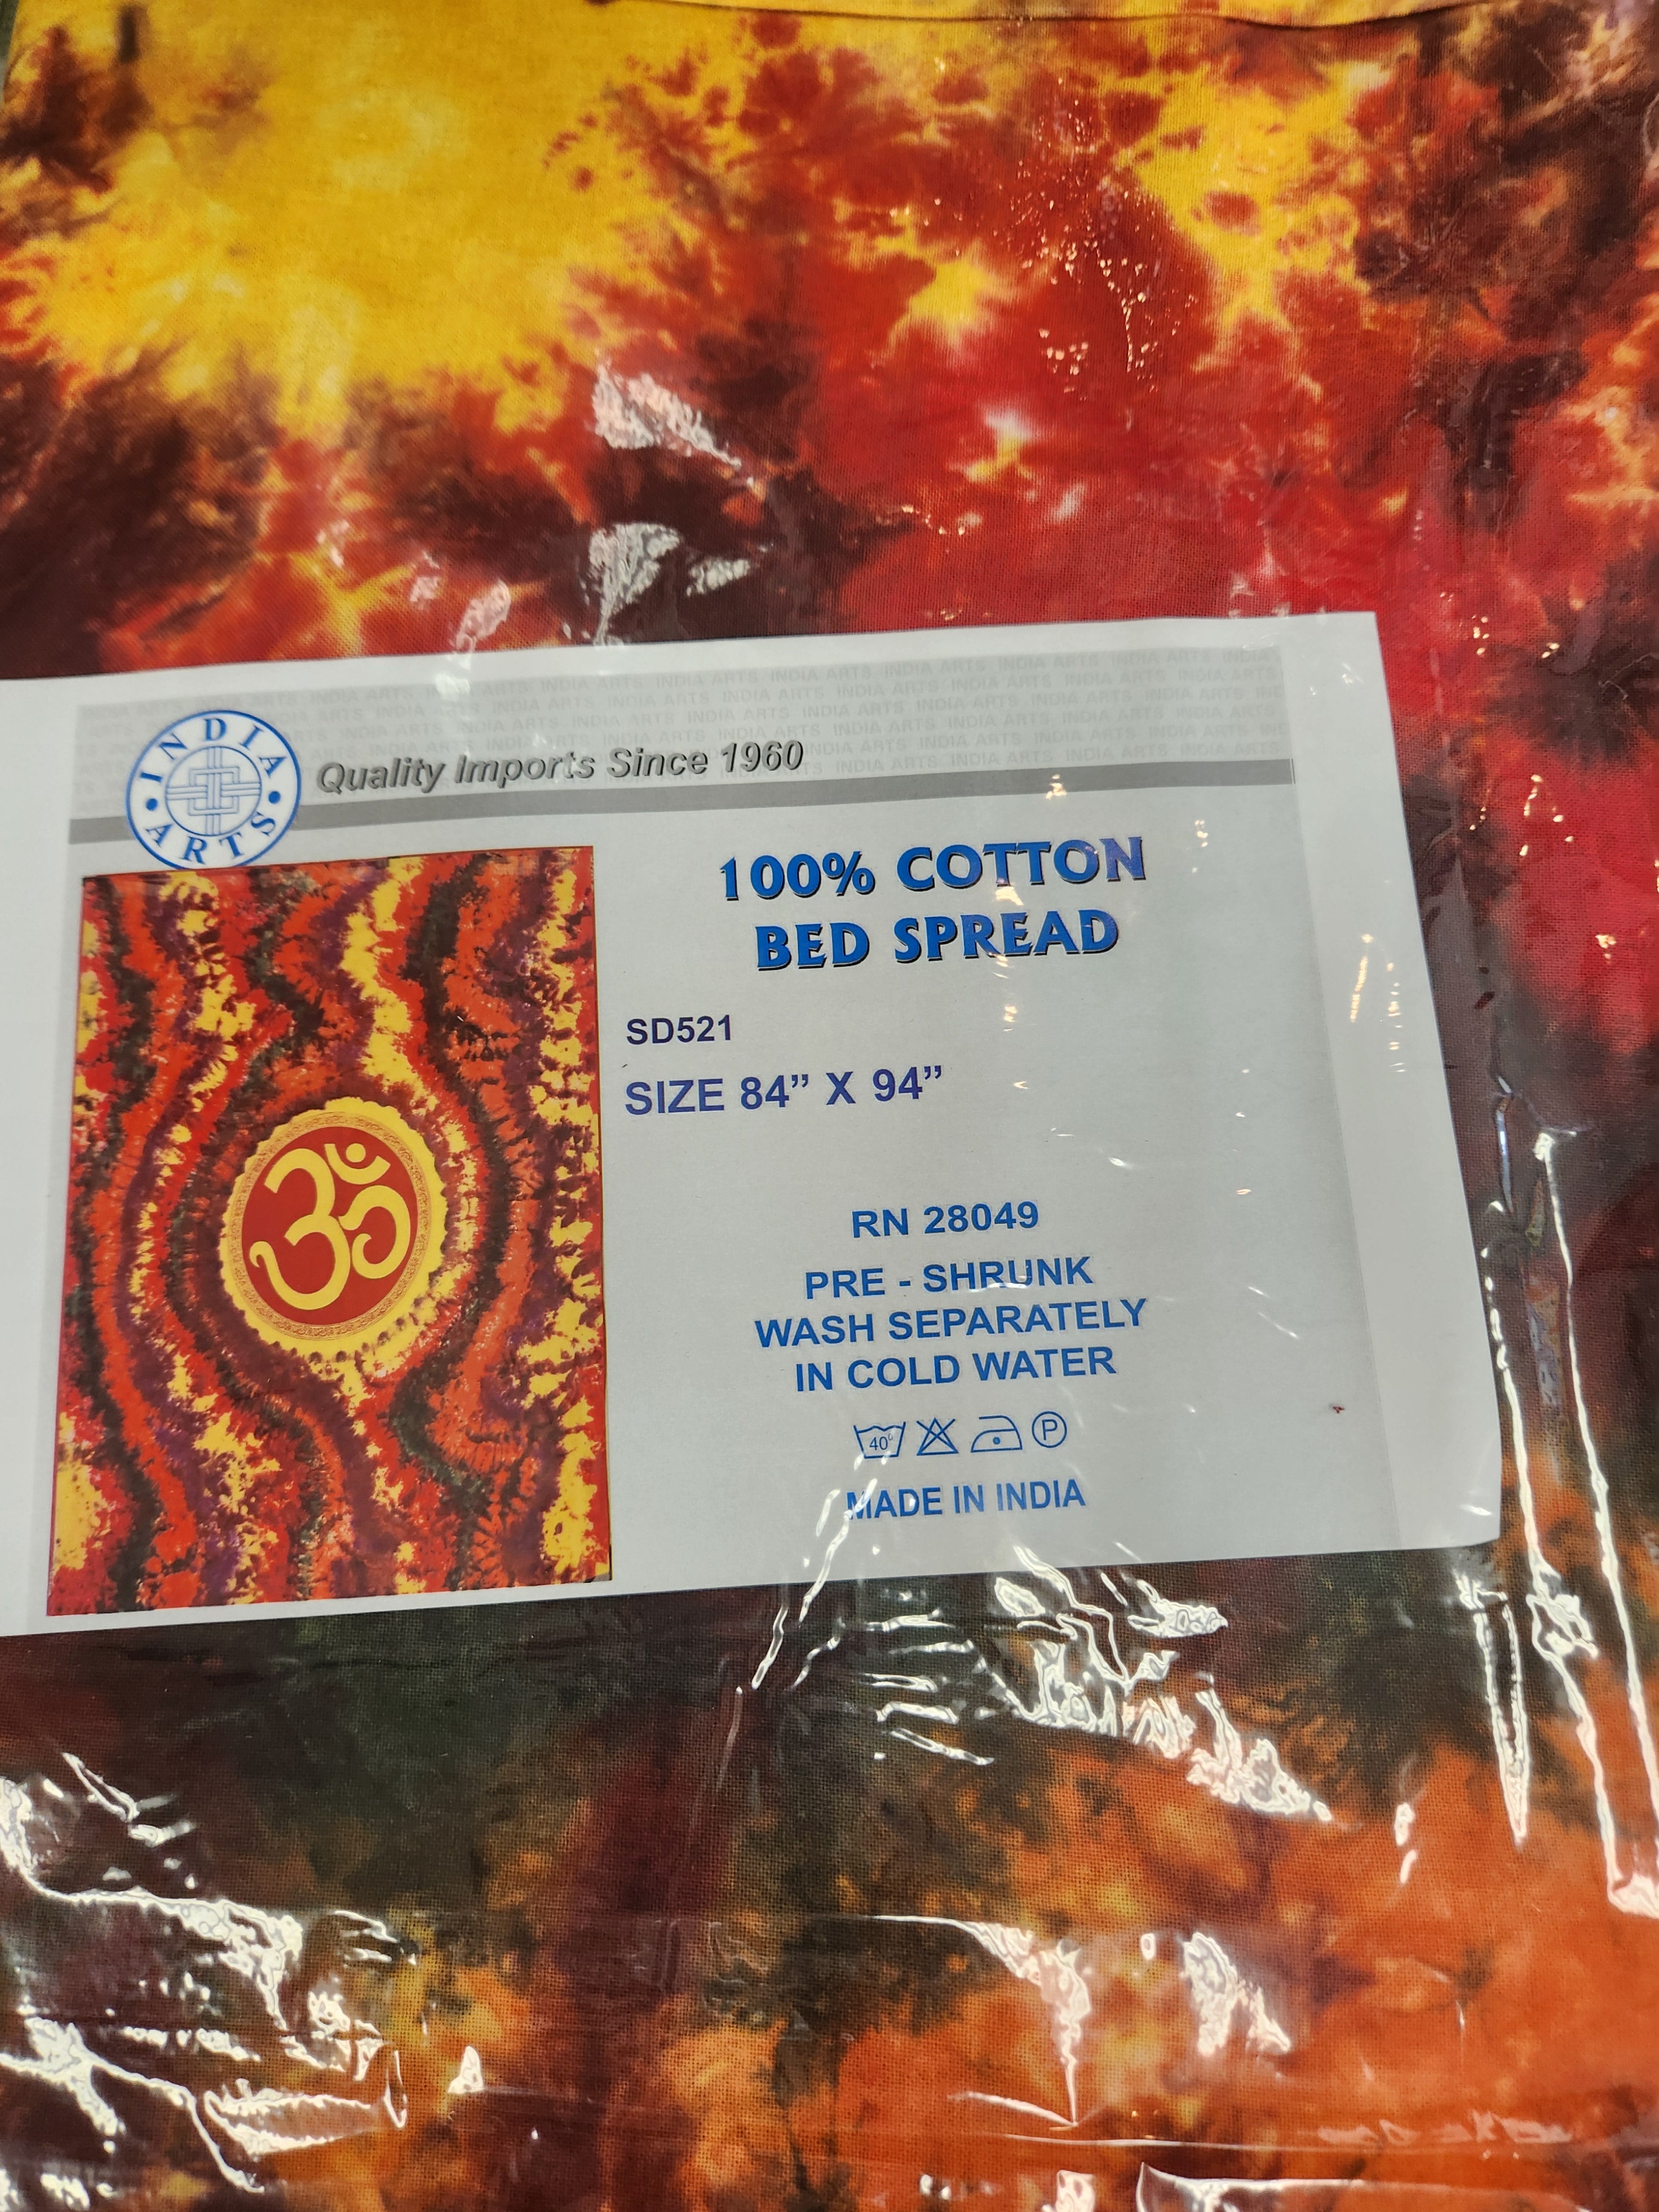 INDIA ARTS
Quality Imports Since 1960
100% COTTON
BED SPREAD
SD521
SIZE 84” X 94”
ॐ
RN 28049
PRE - SHRUNK
WASH SEPARATELY
IN COLD WATER
40° P
MADE IN INDIA